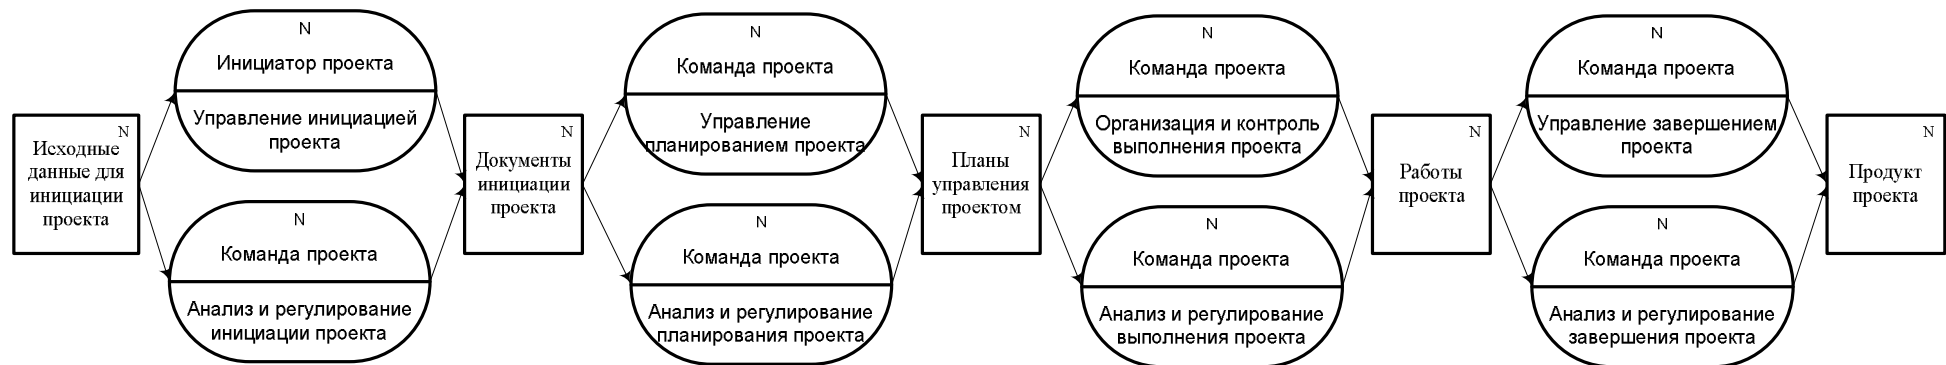 N
Исходные
данные для
инициации
проекта
N
Инициатор проекта
Управление инициацией
проекта
N
Команда проекта
Анализ и регулирование
инициации проекта
N
Документы
инициации
проекта
N
Команда проекта
Управление
планированием проекта
N
Команда проекта
Анализ и регулирование
планирования проекта
N
Планы
управления
проектом
N
Команда проекта
Организация и контроль
выполнения проекта
N
Команда проекта
Анализ и регулирование
выполнения проекта
N
Работы
проекта
N
Команда проекта
Управление завершением
проекта
N
Команда проекта
Анализ и регулирование
завершения проекта
N
Продукт
проекта